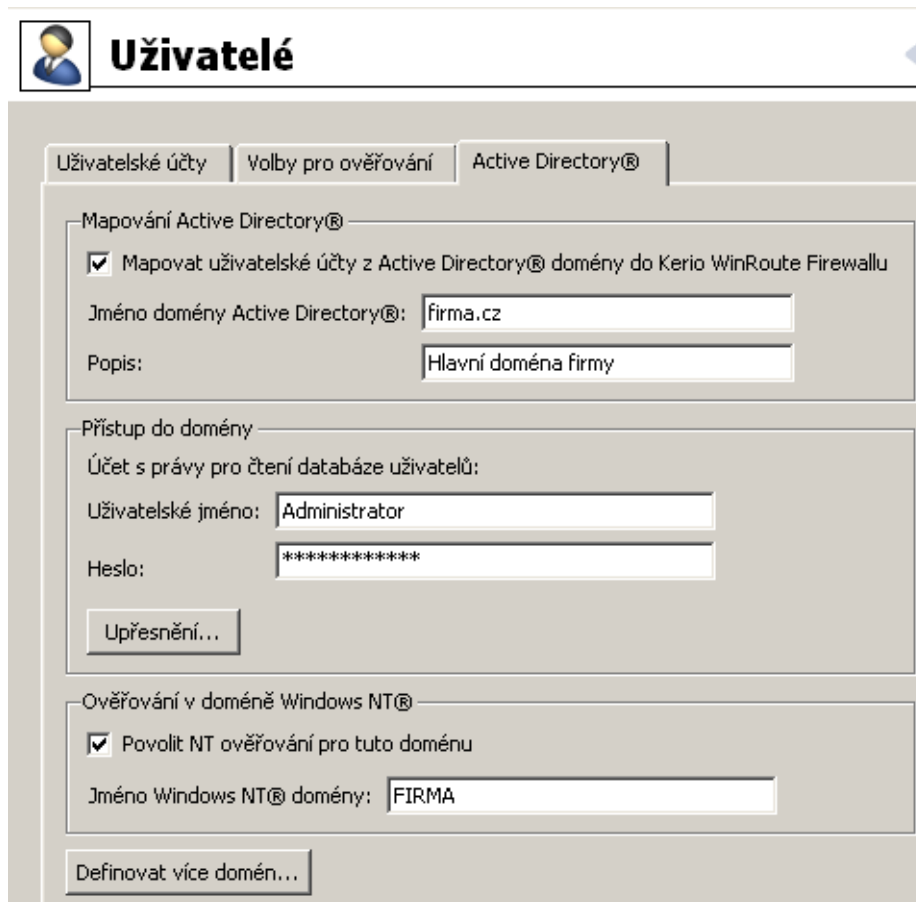 Uživatelé
Uživatelské účty Volby pro ověřování Active Directory®
Mapování Active Directory®
Mapovat uživatelské účty z Active Directory® domény do Kerio WinRoute Firewallu
Jméno domény Active Directory®: firma.cz
Popis: Hlavní doména firmy
Přístup do domény
Účet s právy pro čtení databáze uživatelů:
Uživatelské jméno: Administrator
Heslo: ************
Upřesnění...
Ověřování v doméně Windows NT®
Povolit NT ověřování pro tuto doménu
Jméno Windows NT® domény: FIRMA
Definovat více domén...